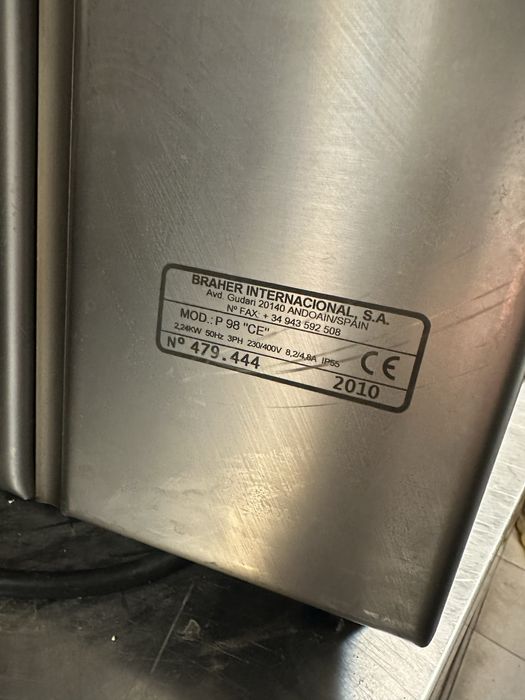 BRAHER INTERNACIONAL, S.A.
Avd. Gudari 20140 ANDOAIN/SPAIN
Nº FAX: + 34 943 592 508
MOD.: P 98 "CE"
2,24KW 50Hz 3PH 230/400V 8,2/4,8A IP55
CE
Nº 479.444 2010